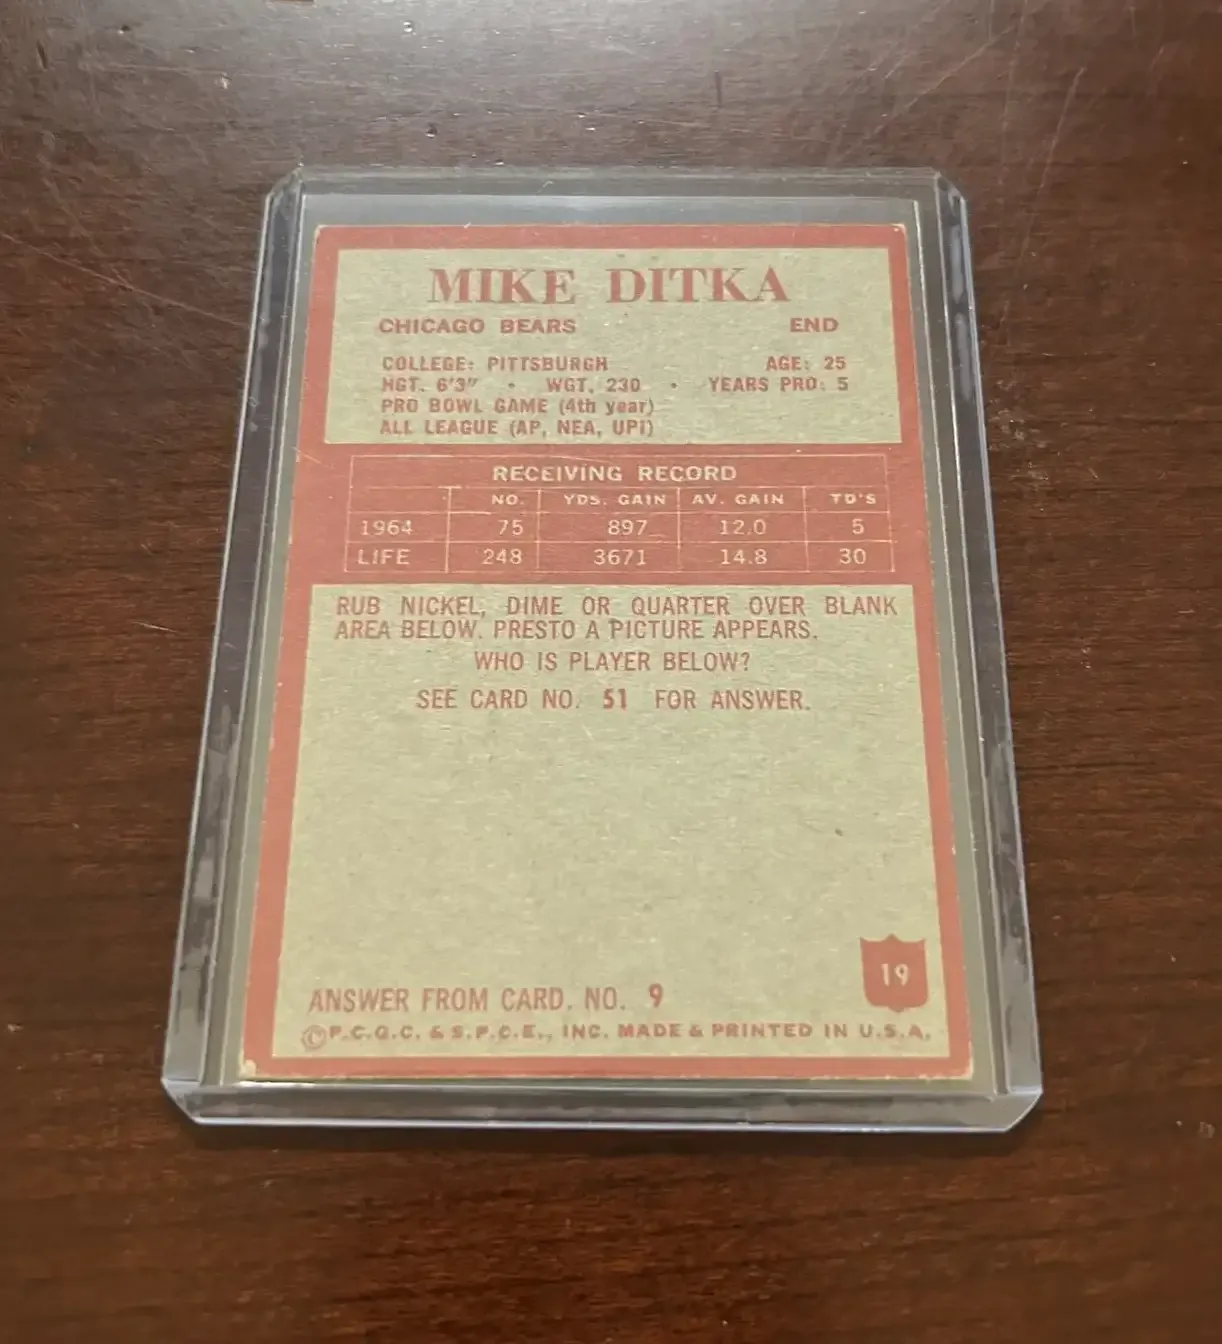 MIKE DITKA
CHICAGO BEARS END
COLLEGE: PITTSBURGH AGE: 25
HGT. 6'3" • WGT. 230 • YEARS PRO: 5
PRO BOWL GAME (4th year)
ALL LEAGUE (AP, NEA, UPI)
RECEIVING RECORD
NO. YDS. GAIN AV. GAIN TD'S
1964 75 897 12.0 5
LIFE 248 3671 14.8 30
RUB NICKEL, DIME OR QUARTER OVER BLANK
AREA BELOW. PRESTO A PICTURE APPEARS.
WHO IS PLAYER BELOW?
SEE CARD NO. 51 FOR ANSWER.
19
ANSWER FROM CARD. NO. 9
©P.C.G.C. & S.P.C.E., INC. MADE & PRINTED IN U.S.A.